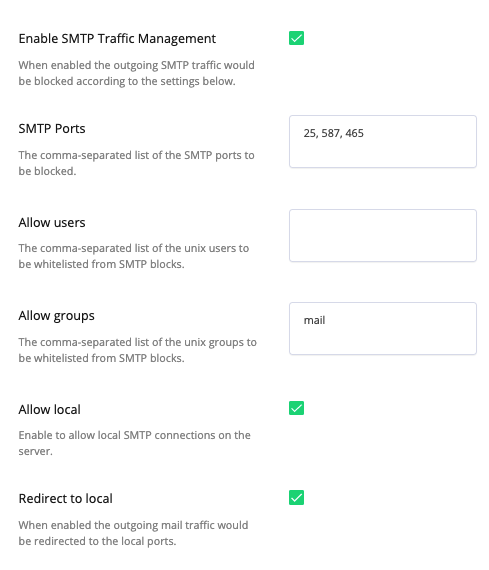 Enable SMTP Traffic Management
When enabled the outgoing SMTP traffic would
be blocked according to the settings below.
SMTP Ports
25, 587, 465
The comma-separated list of the SMTP ports to
be blocked.
Allow users
The comma-separated list of the unix users to
be whitelisted from SMTP blocks.
Allow groups
mail
The comma-separated list of the unix groups to
be whitelisted from SMTP blocks.
Allow local
Enable to allow local SMTP connections on the
server.
Redirect to local
When enabled the outgoing mail traffic would
be redirected to the local ports.